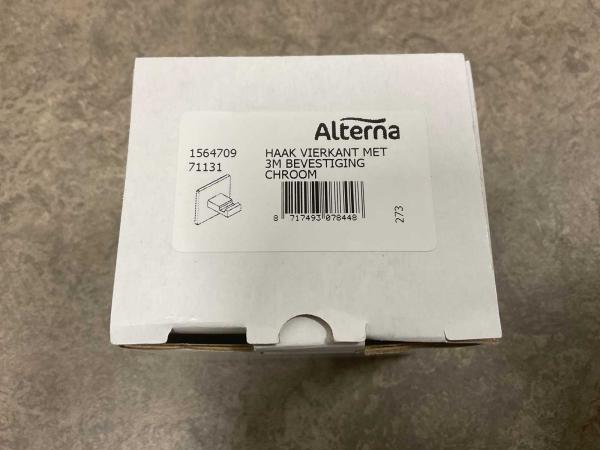 Alterna
1564709
71131
HAAK VIERKANT MET
3M BEVESTIGING
CHROOM
8 717493 078448
273